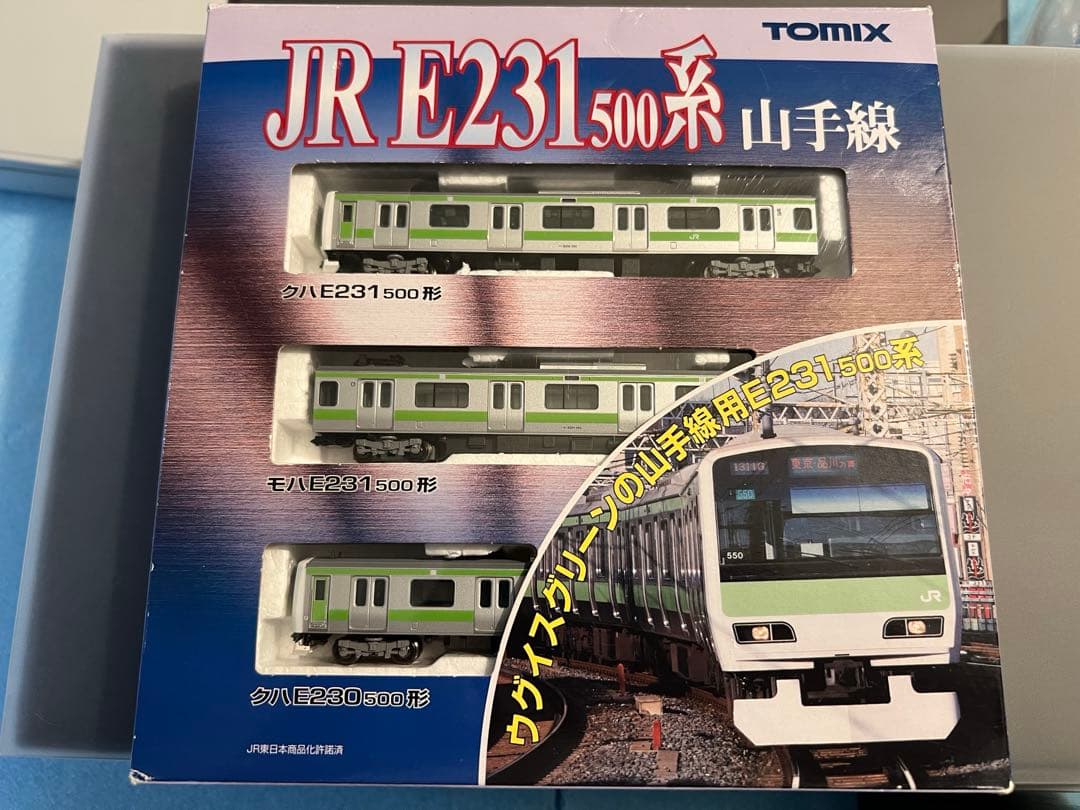 TOMIX
JR E231 500系 山手線
JR
クハE231 500形
ウグイスグリーンの山手線用E231 500系
モハE231 500形
1311G
東京・品川方面
550
550
JR
クハE230 500形
JR東日本商品化許諾済